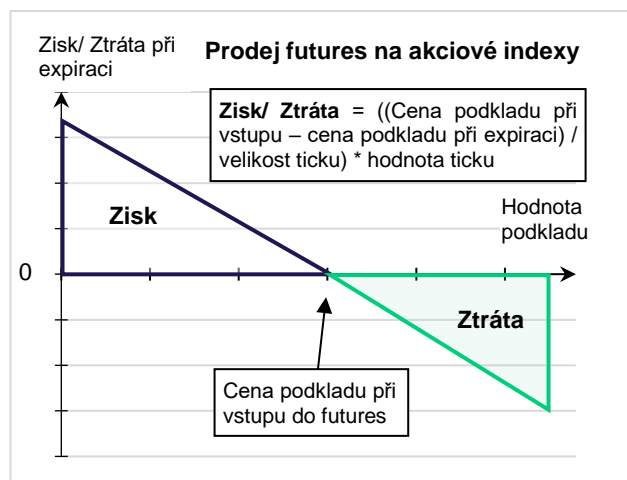 Zisk/ Ztráta při
expiraci
Prodej futures na akciové indexy
Zisk/ Ztráta = ((Cena podkladu při
vstupu – cena podkladu při expiraci) /
velikost ticku) * hodnota ticku
Zisk
Hodnota
podkladu
0
Ztráta
Cena podkladu při
vstupu do futures